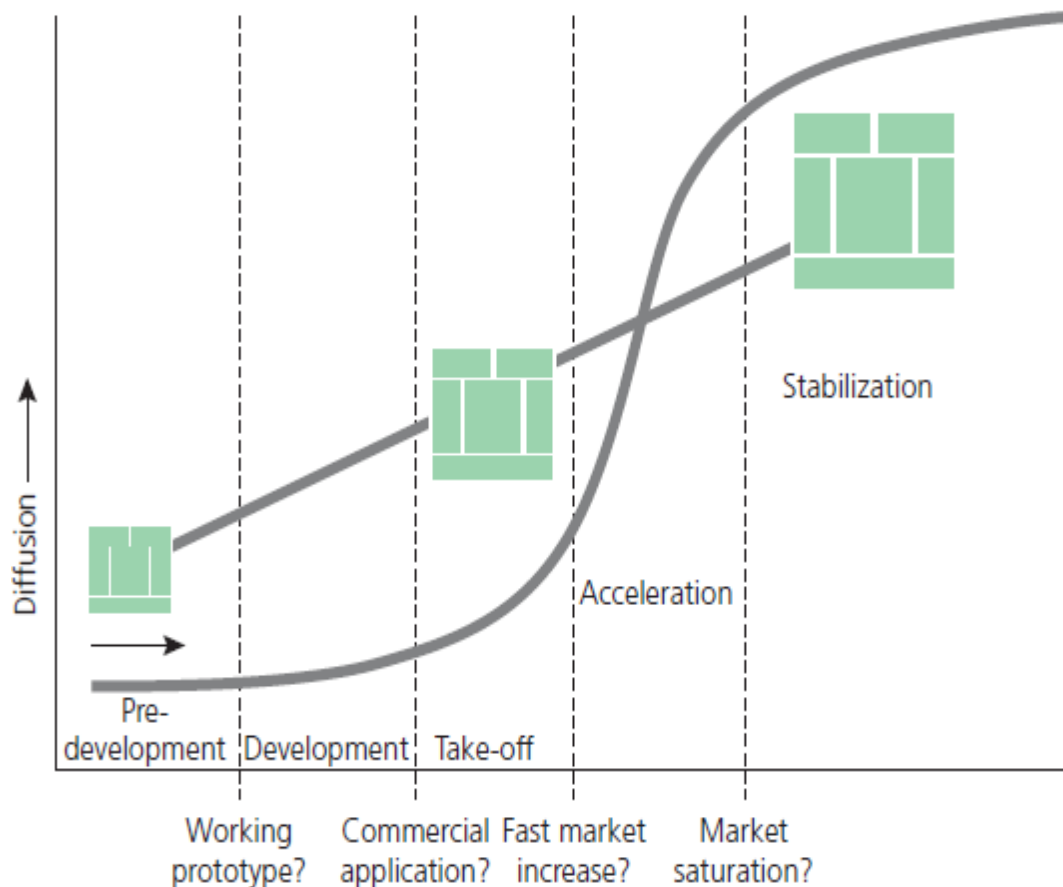 Diffusion
Stabilization
Acceleration
Pre-
development
Development
Take-off
Working
prototype?
Commercial
application?
Fast market
increase?
Market
saturation?